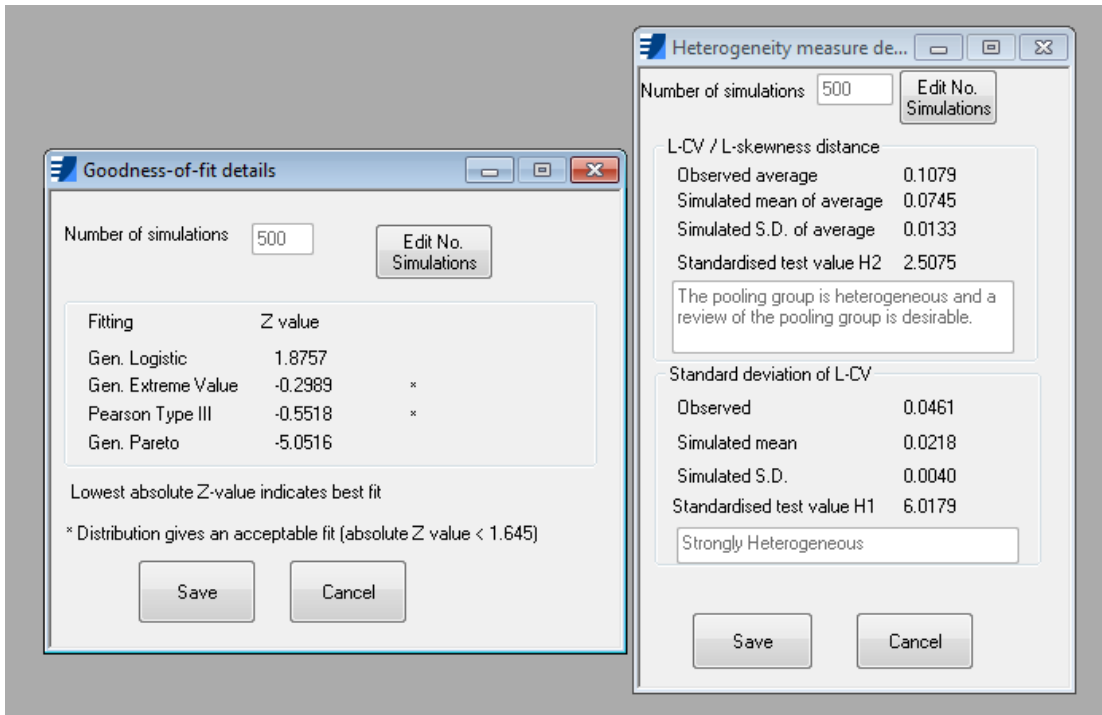 Goodness-of-fit details
Number of simulations 500 Edit No.
Simulations
Fitting Z value
Gen. Logistic 1.8757
Gen. Extreme Value -0.2989 *
Pearson Type III -0.5518 *
Gen. Pareto -5.0516
Lowest absolute Z-value indicates best fit
* Distribution gives an acceptable fit (absolute Z value < 1.645)
Save Cancel
Heterogeneity measure de...
Number of simulations 500 Edit No.
Simulations
L-CV / L-skewness distance
Observed average 0.1079
Simulated mean of average 0.0745
Simulated S.D. of average 0.0133
Standardised test value H2 2.5075
The pooling group is heterogeneous and a
review of the pooling group is desirable.
Standard deviation of L-CV
Observed 0.0461
Simulated mean 0.0218
Simulated S.D. 0.0040
Standardised test value H1 6.0179
Strongly Heterogeneous
Save Cancel